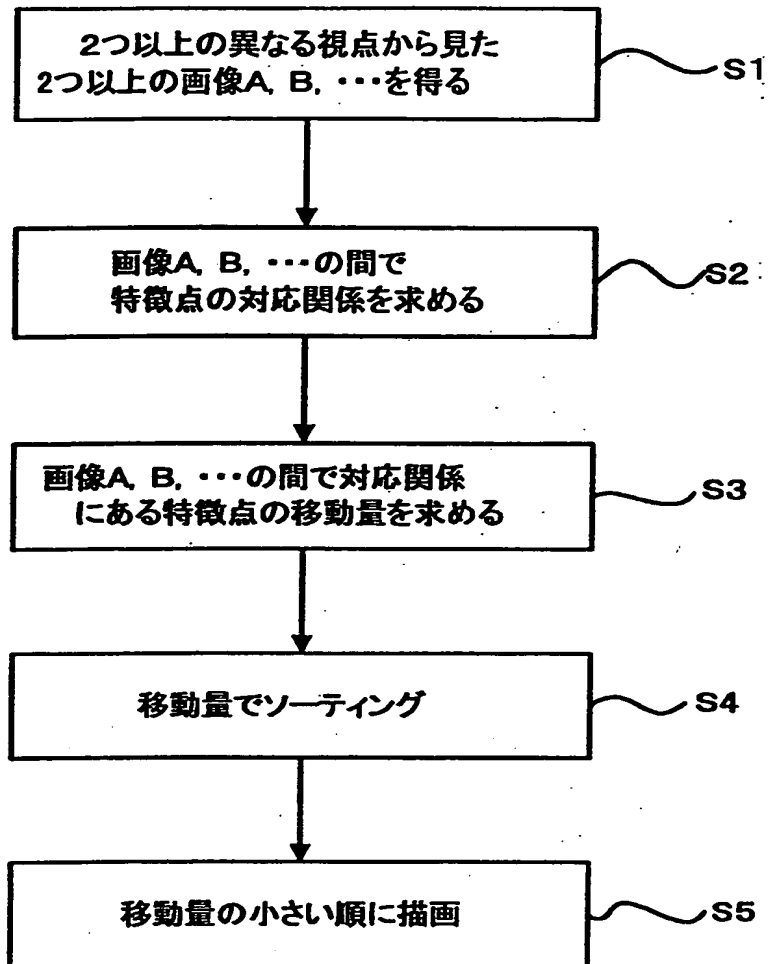 2つ以上の異なる視点から見た
2つ以上の画像A, B, ・・・を得る
S1
画像A, B, ・・・の間で
特徴点の対応関係を求める
S2
画像A, B, ・・・の間で対応関係
にある特徴点の移動量を求める
S3
移動量でソーティング
S4
移動量の小さい順に描画
S5